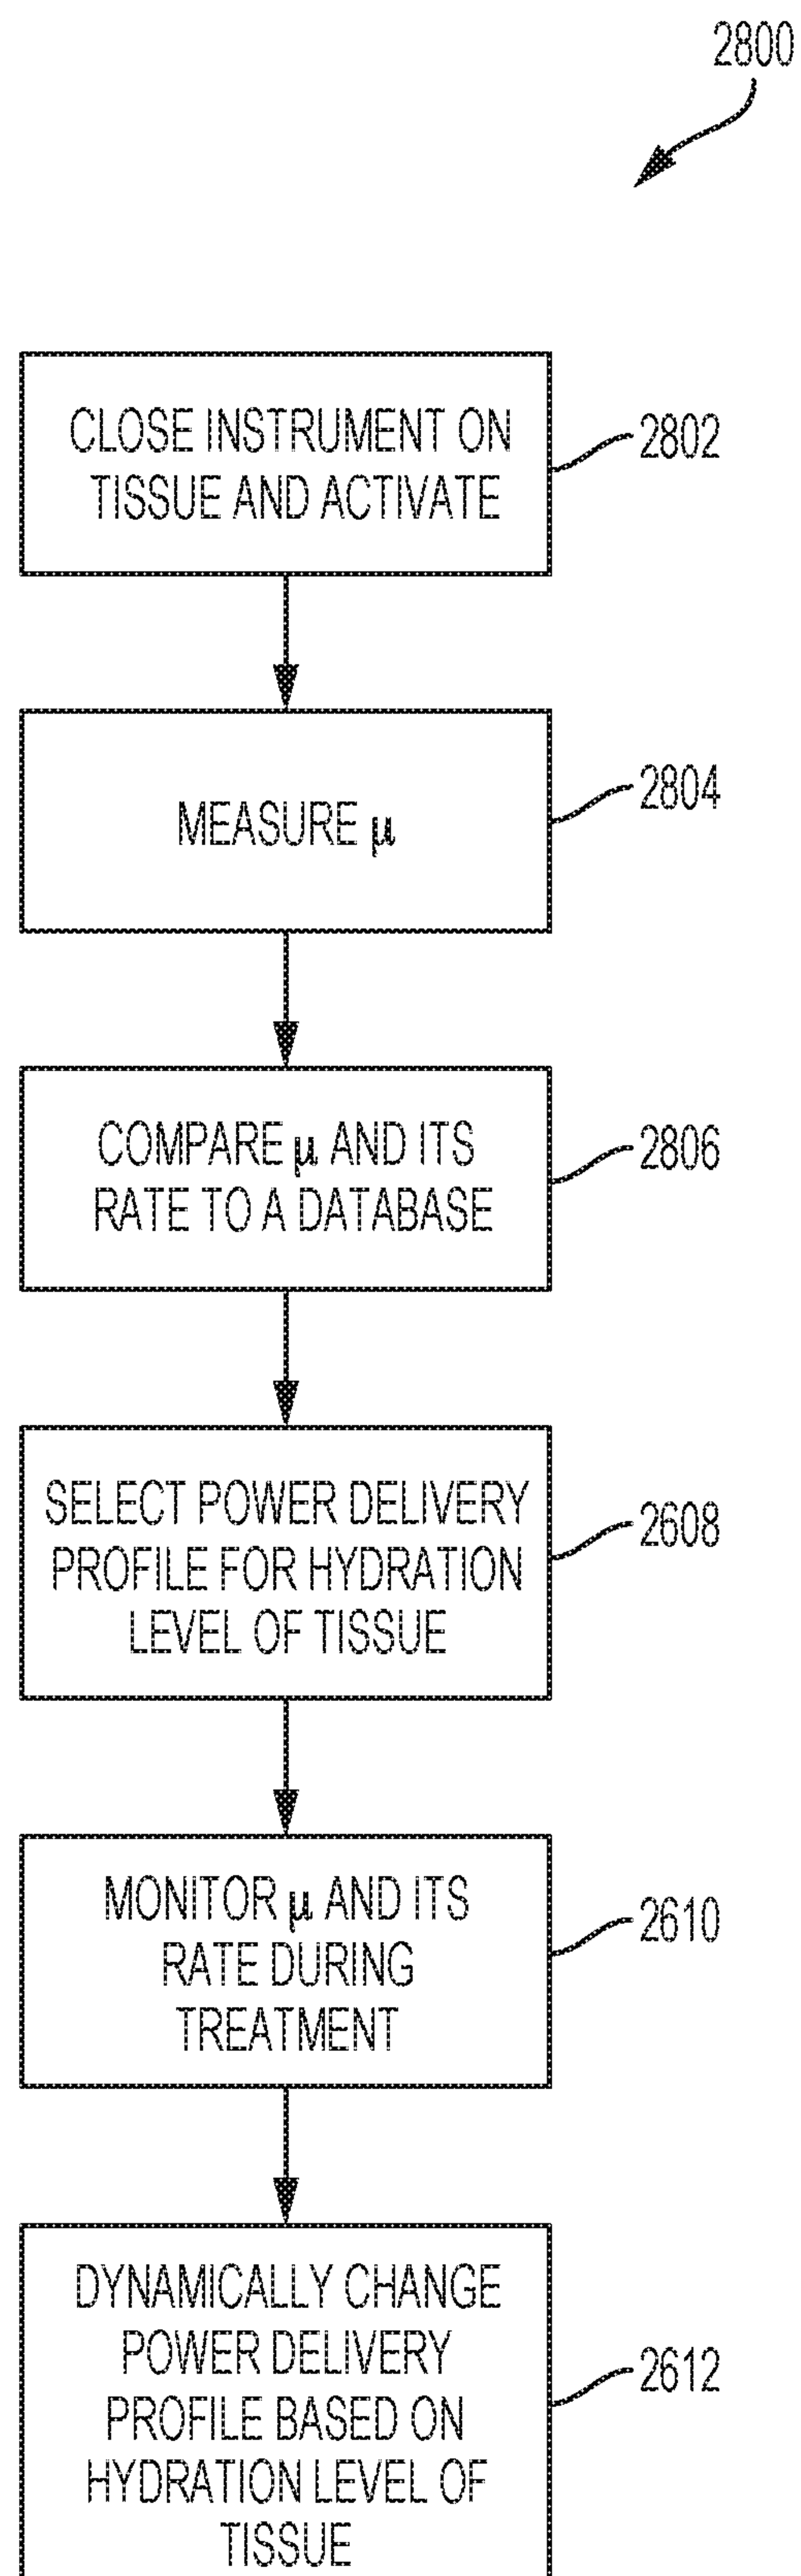 2800
CLOSE INSTRUMENT ON
TISSUE AND ACTIVATE
2802
MEASURE μ
2804
COMPARE μ AND ITS
RATE TO A DATABASE
2806
SELECT POWER DELIVERY
PROFILE FOR HYDRATION
LEVEL OF TISSUE
2608
MONITOR μ AND ITS
RATE DURING
TREATMENT
2610
DYNAMICALLY CHANGE
POWER DELIVERY
PROFILE BASED ON
HYDRATION LEVEL OF
TISSUE
2612